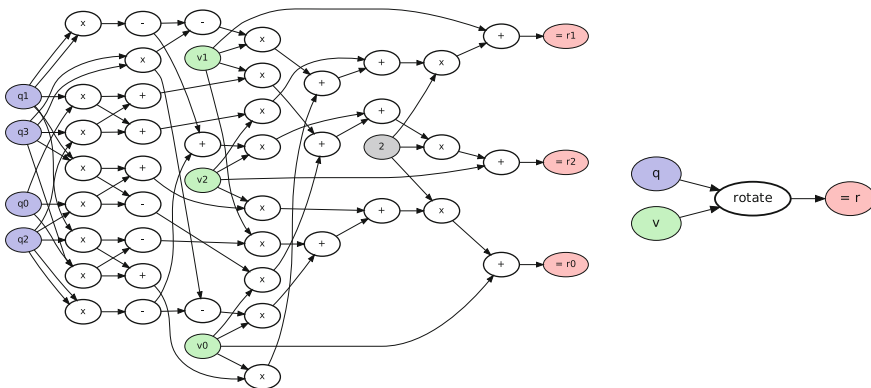 x - - x + = r1
v1
x + x
q1 x + x
+
x
q3 x + + 2 x + = r2
+ x
x + v2
q0 x - x + x
q2 x - x +
x + x
x - - x + = r0
v0
x
q
v
rotate
= r